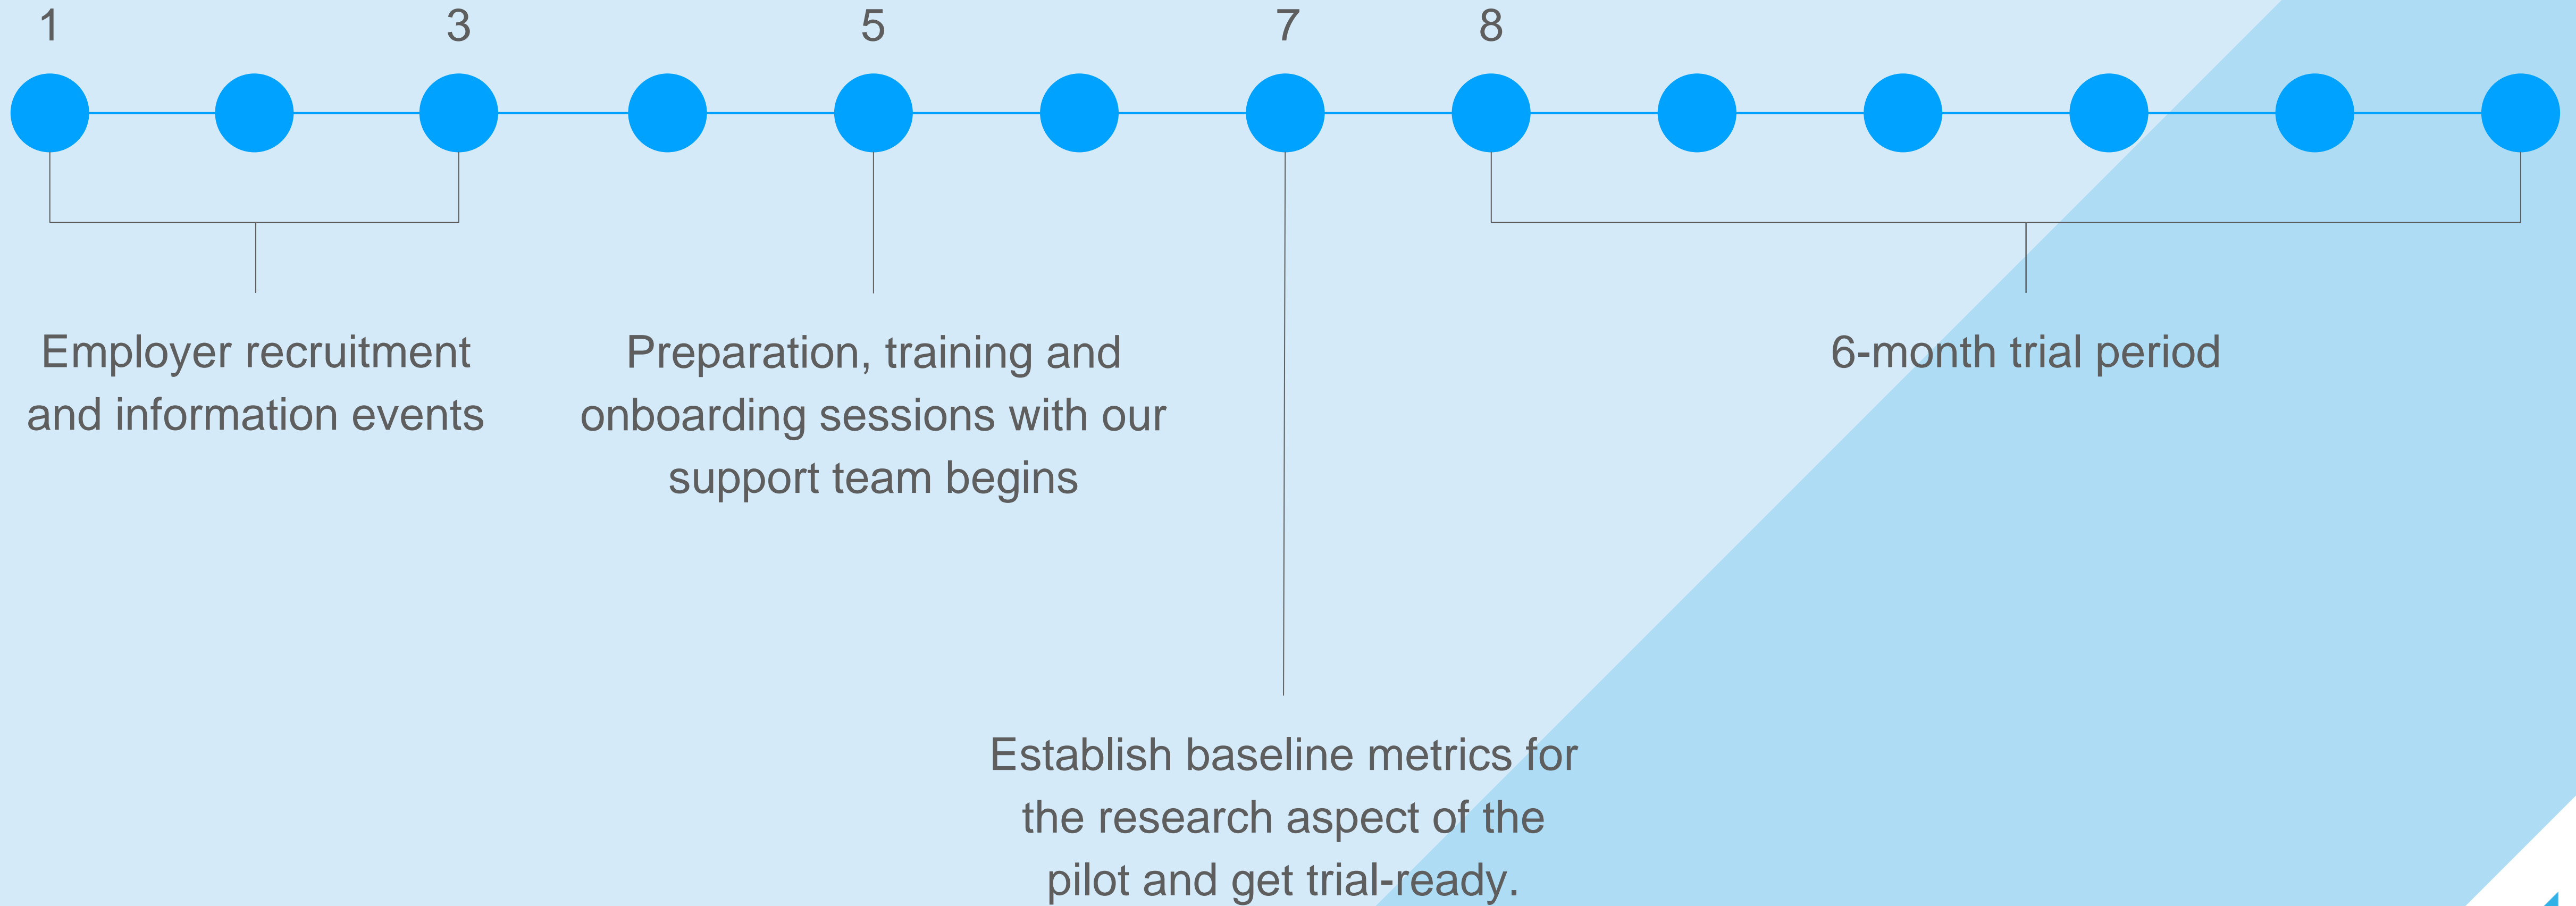 1
3
5
7
8
Employer recruitment
and information events
Preparation, training and
onboarding sessions with our
support team begins
6-month trial period
Establish baseline metrics for
the research aspect of the
pilot and get trial-ready.